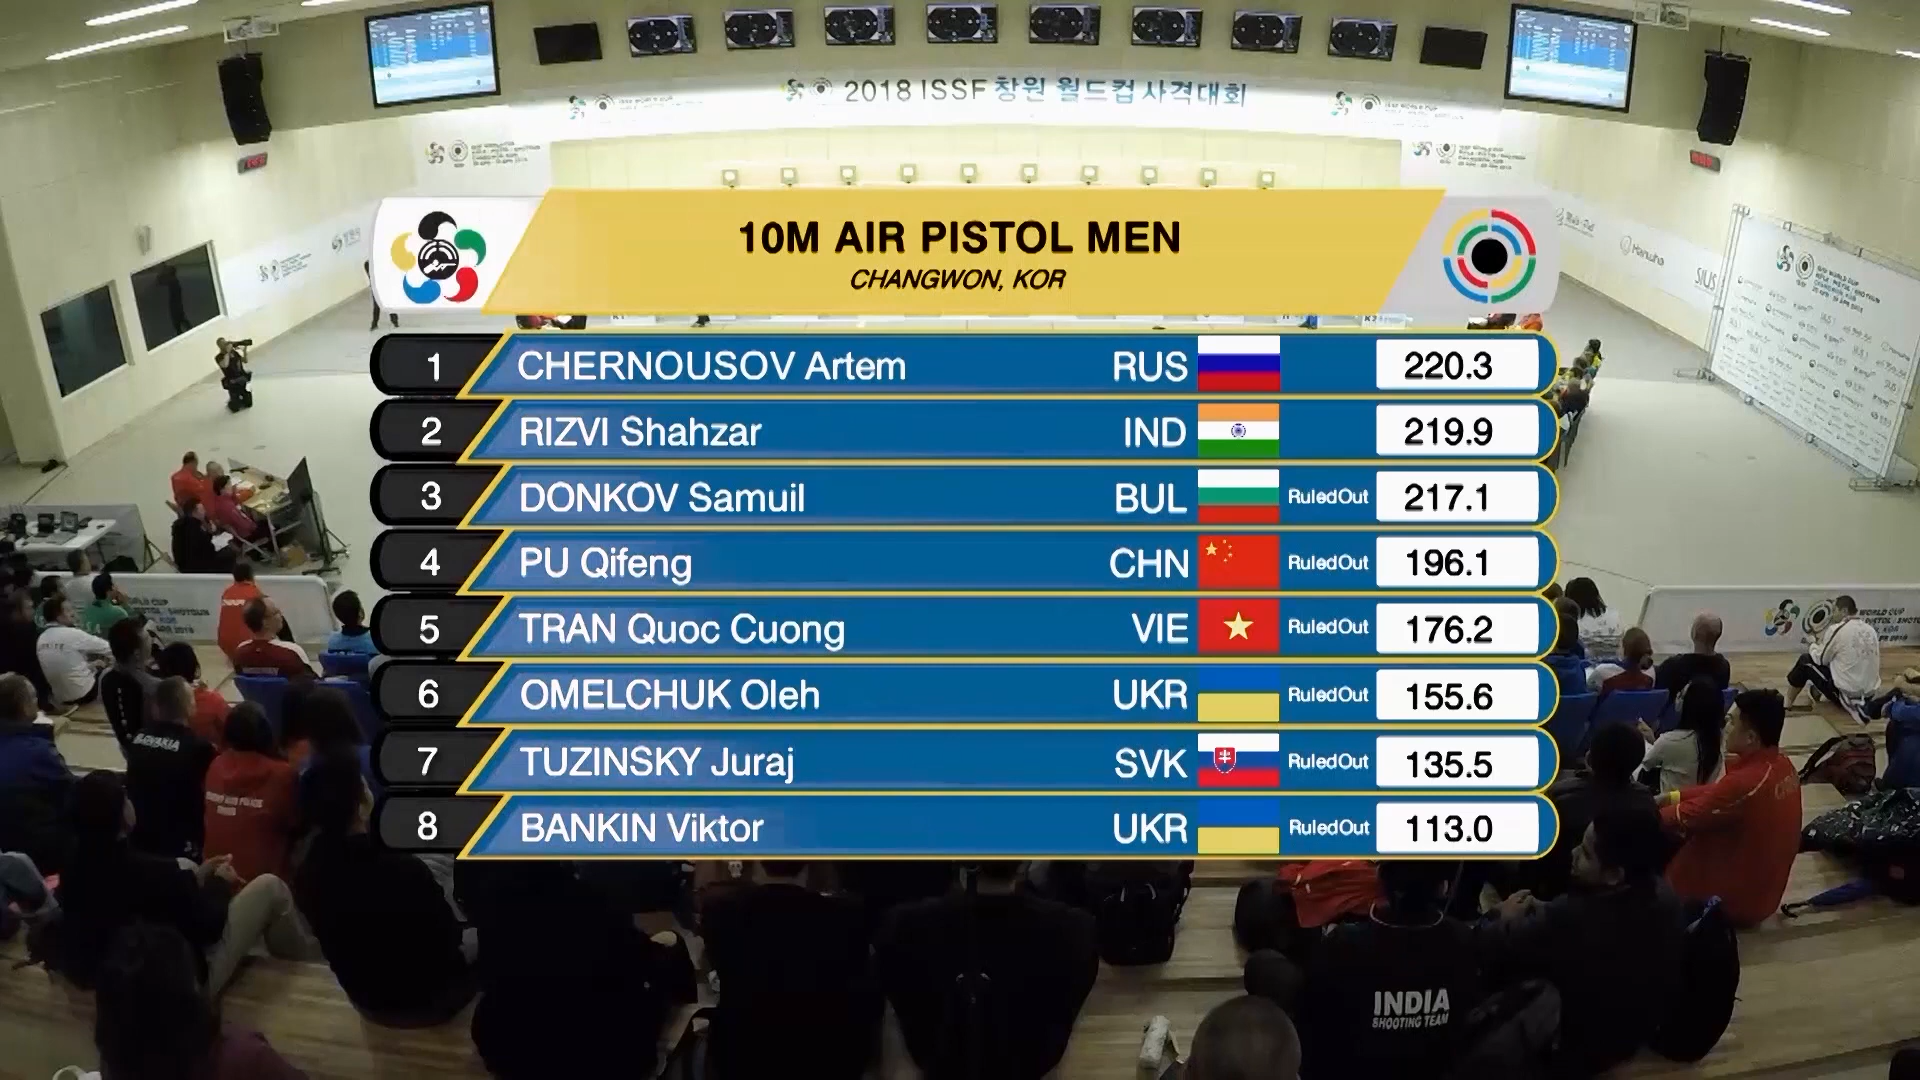 2018 ISSF 창원 월드컵사격대회
10M AIR PISTOL MEN
CHANGWON, KOR
1 CHERNOUSOV Artem RUS 220.3
2 RIZVI Shahzar IND 219.9
3 DONKOV Samuil BUL RuledOut 217.1
4 PU Qifeng CHN RuledOut 196.1
5 TRAN Quoc Cuong VIE RuledOut 176.2
6 OMELCHUK Oleh UKR RuledOut 155.6
7 TUZINSKY Juraj SVK RuledOut 135.5
8 BANKIN Viktor UKR RuledOut 113.0
Hanwha
SIUS
SLOVAKIA
INDIA
SHOOTING TEAM